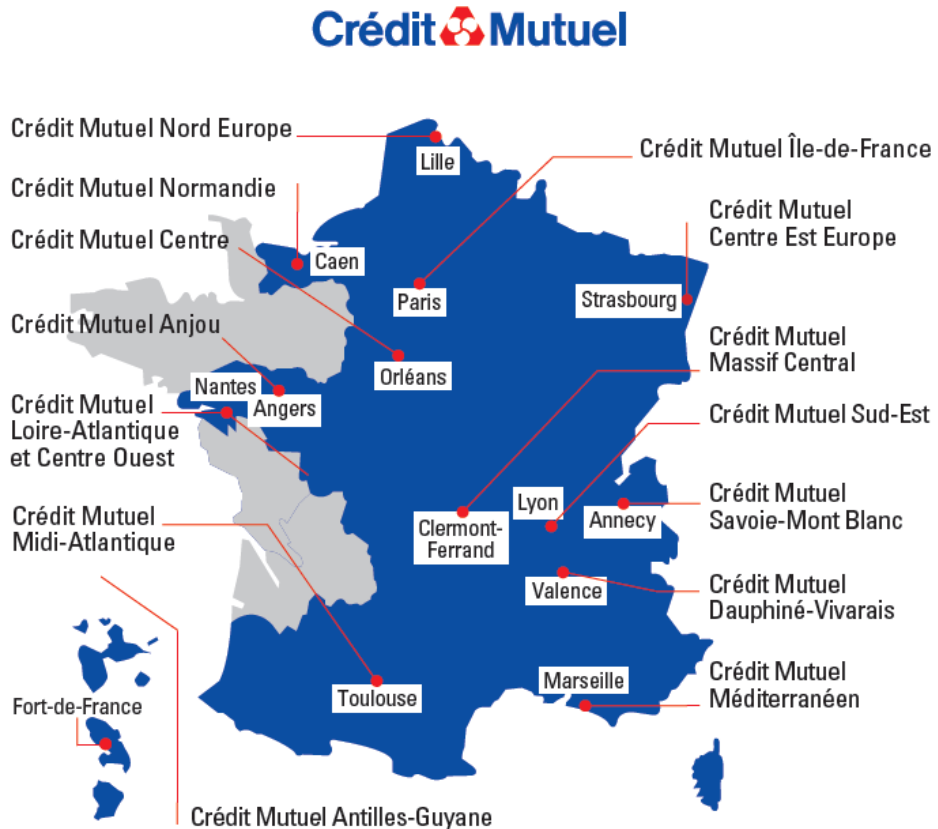 Crédit Mutuel
Crédit Mutuel Nord Europe
Crédit Mutuel Normandie
Crédit Mutuel Centre
Crédit Mutuel Anjou
Crédit Mutuel
Loire-Atlantique
et Centre Ouest
Crédit Mutuel
Midi-Atlantique
Fort-de-France
Crédit Mutuel Antilles-Guyane
Lille
Caen
Paris
Strasbourg
Orléans
Nantes
Angers
Lyon
Annecy
Clermont-
Ferrand
Valence
Marseille
Toulouse
Crédit Mutuel Île-de-France
Crédit Mutuel
Centre Est Europe
Crédit Mutuel
Massif Central
Crédit Mutuel Sud-Est
Crédit Mutuel
Savoie-Mont Blanc
Crédit Mutuel
Dauphiné-Vivarais
Crédit Mutuel
Méditerranéen